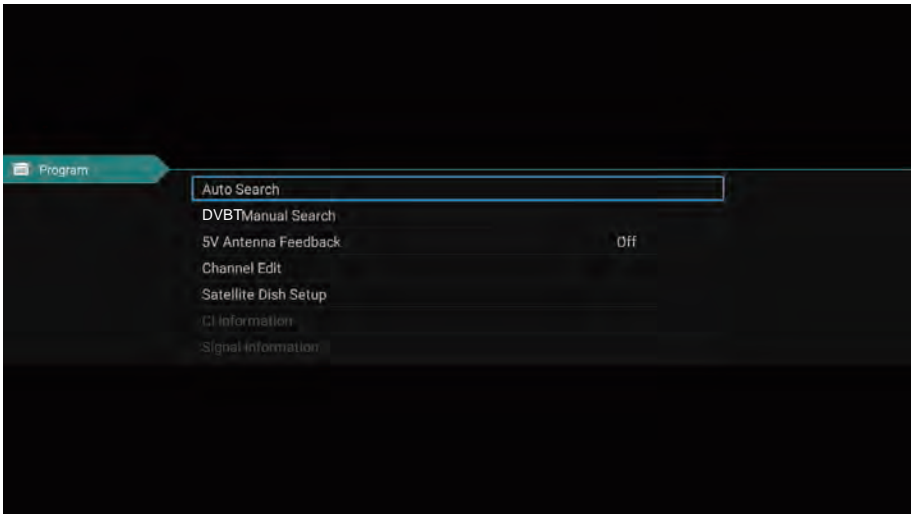 Program
Auto Search
DVBTManual Search
5V Antenna Feedback Off
Channel Edit
Satellite Dish Setup
CI Information
Signal Information